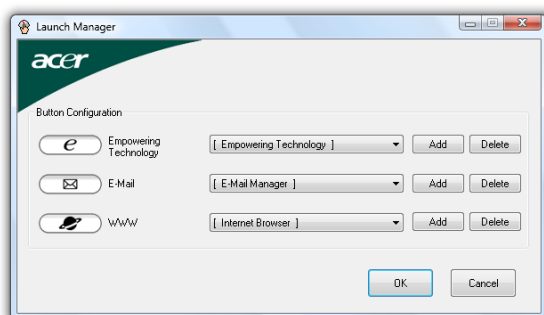 Launch Manager
acer
Button Configuration
e Empowering Technology [ Empowering Technology ] Add Delete
E-Mail [ E-Mail Manager ] Add Delete
WWW [ Internet Browser ] Add Delete
OK Cancel